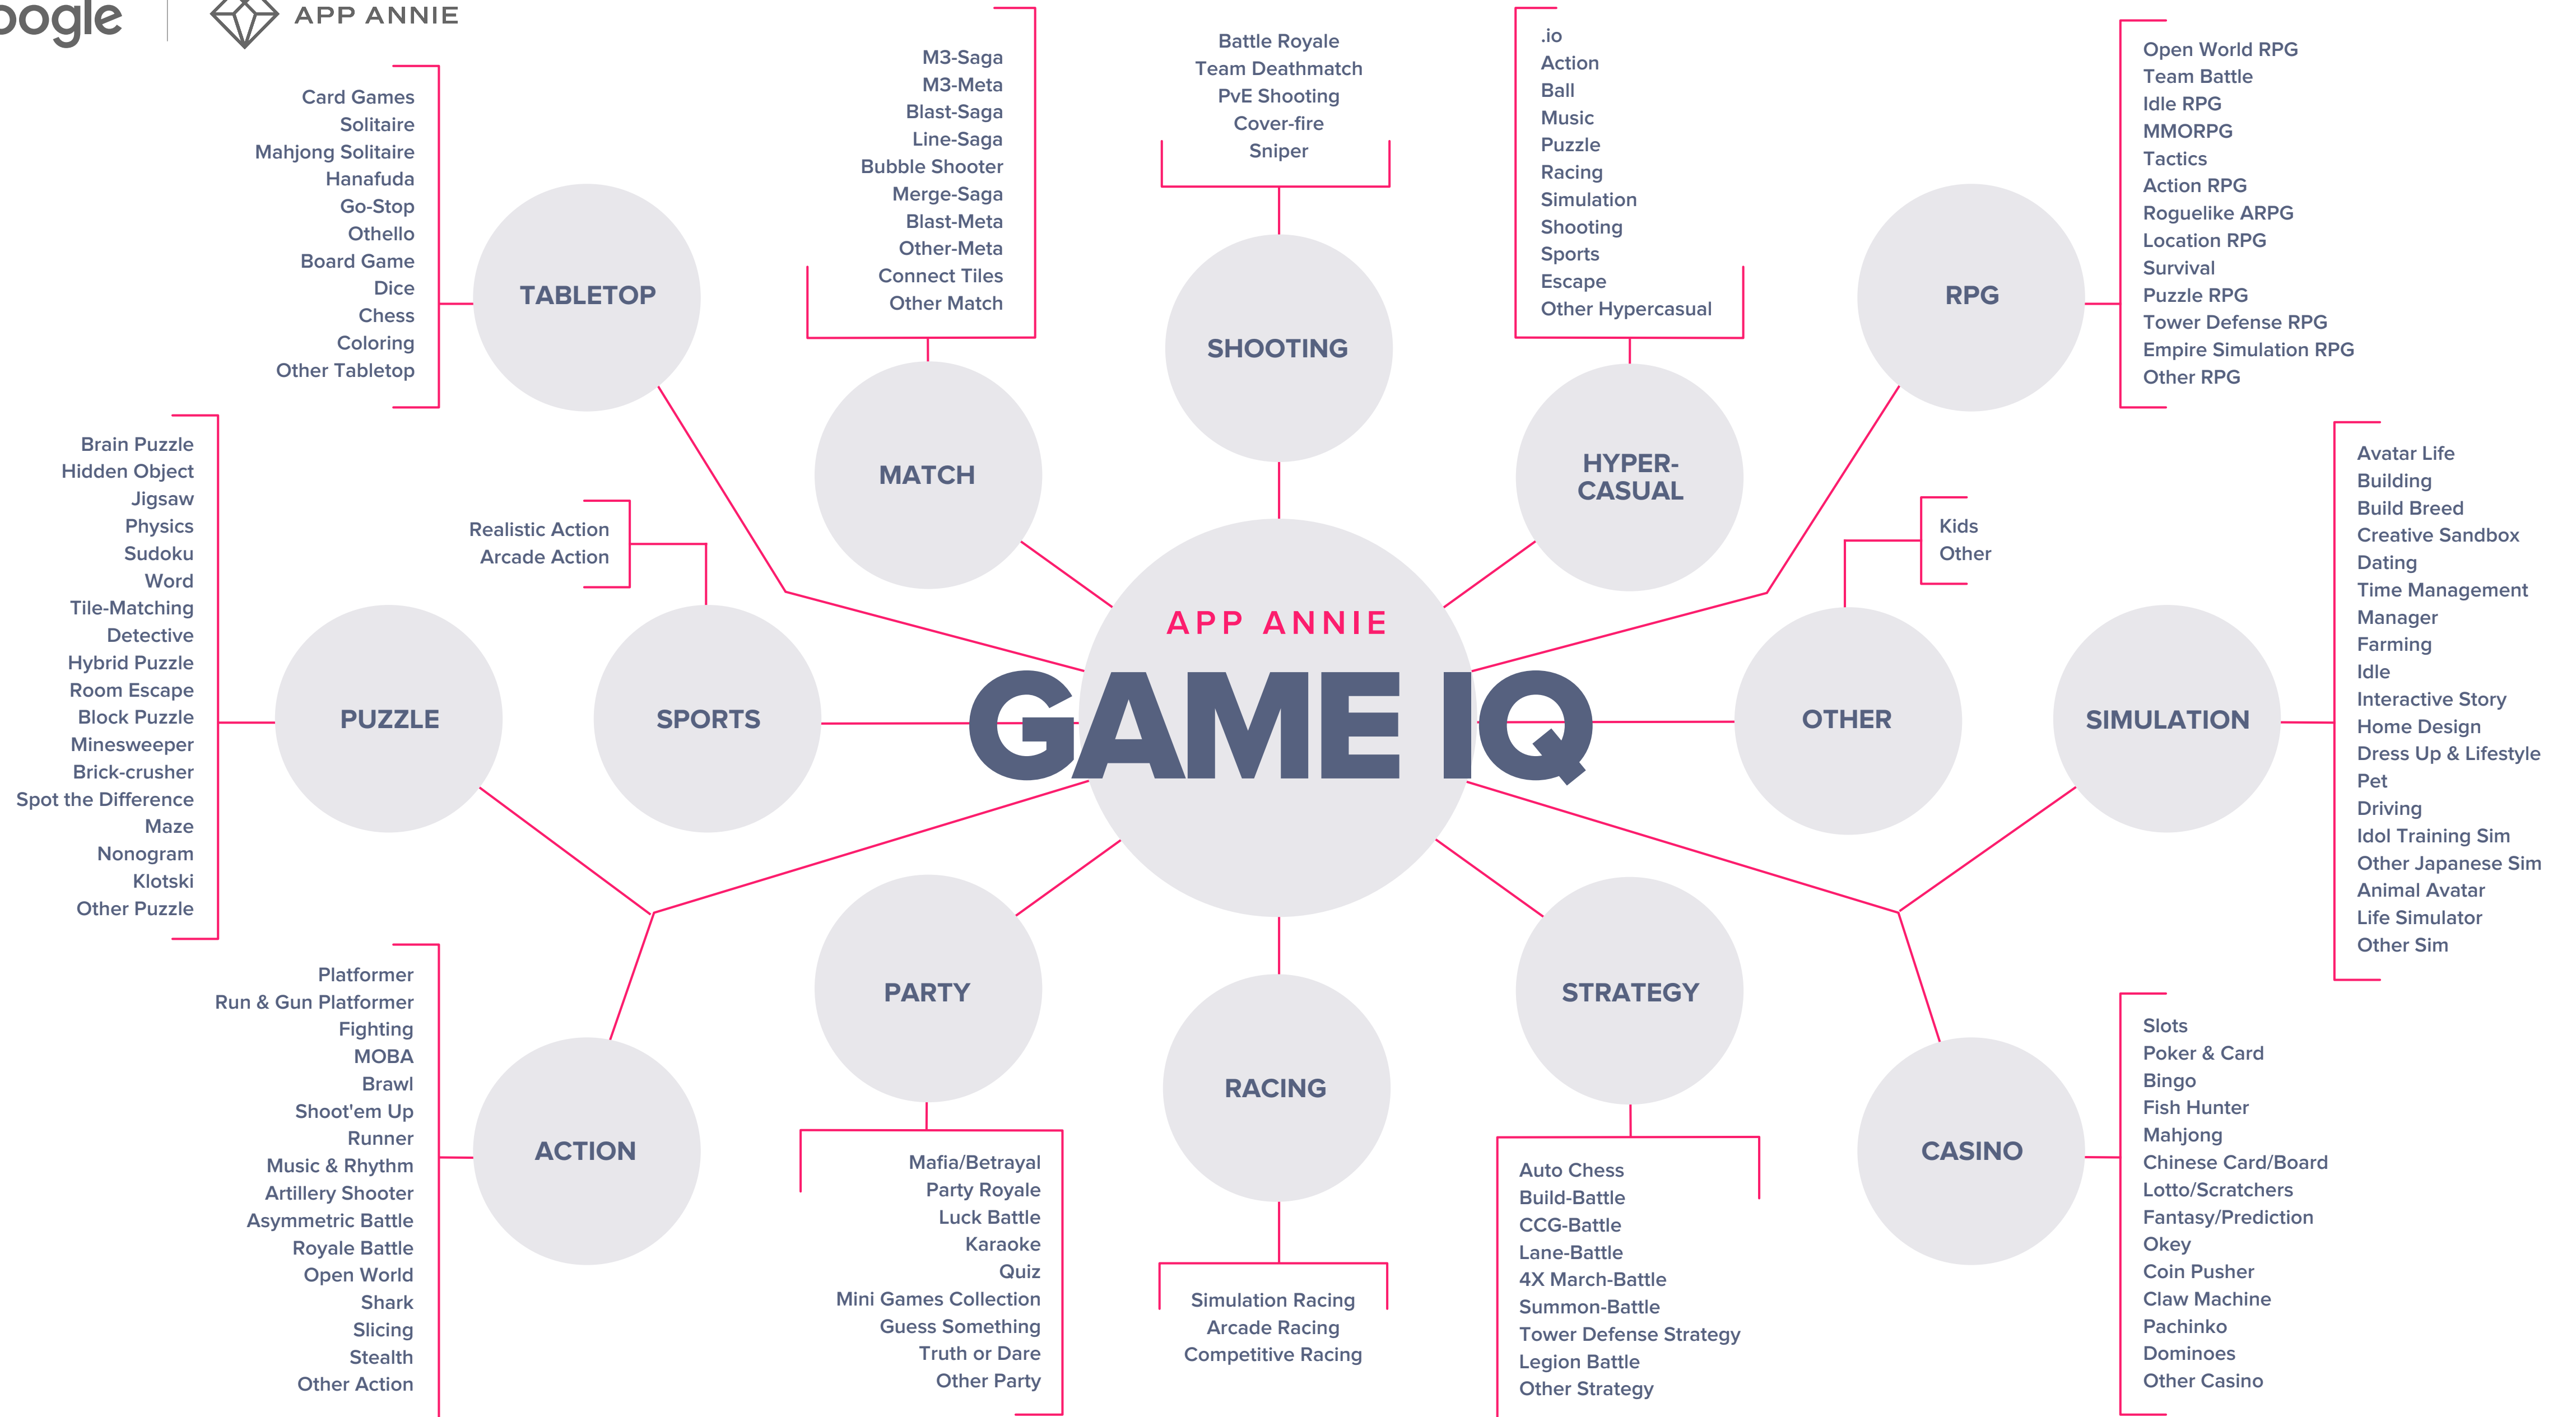 APP ANNIE
Card Games
Solitaire
Mahjong Solitaire
Hanafuda
Go-Stop
Othello
Board Game
Dice
Chess
Coloring
Other Tabletop
TABLETOP
M3-Saga
M3-Meta
Blast-Saga
Line-Saga
Bubble Shooter
Merge-Saga
Blast-Meta
Other-Meta
Connect Tiles
Other Match
MATCH
Battle Royale
Team Deathmatch
PvE Shooting
Cover-fire
Sniper
SHOOTING
.io
Action
Ball
Music
Puzzle
Racing
Simulation
Shooting
Sports
Escape
Other Hypercasual
HYPER-
CASUAL
Open World RPG
Team Battle
Idle RPG
MMORPG
Tactics
Action RPG
Roguelike ARPG
Location RPG
Survival
Puzzle RPG
Tower Defense RPG
Empire Simulation RPG
Other RPG
RPG
Brain Puzzle
Hidden Object
Jigsaw
Physics
Sudoku
Word
Tile-Matching
Detective
Hybrid Puzzle
Room Escape
Block Puzzle
Minesweeper
Brick-crusher
Spot the Difference
Maze
Nonogram
Klotski
Other Puzzle
PUZZLE
Realistic Action
Arcade Action
SPORTS
APP ANNIE
GAME IQ
Kids
Other
OTHER
SIMULATION
Avatar Life
Building
Build Breed
Creative Sandbox
Dating
Time Management
Manager
Farming
Idle
Interactive Story
Home Design
Dress Up & Lifestyle
Pet
Driving
Idol Training Sim
Other Japanese Sim
Animal Avatar
Life Simulator
Other Sim
Platformer
Run & Gun Platformer
Fighting
MOBA
Brawl
Shoot'em Up
Runner
Music & Rhythm
Artillery Shooter
Asymmetric Battle
Royale Battle
Open World
Shark
Slicing
Stealth
Other Action
ACTION
PARTY
Mafia/Betrayal
Party Royale
Luck Battle
Karaoke
Quiz
Mini Games Collection
Guess Something
Truth or Dare
Other Party
RACING
Simulation Racing
Arcade Racing
Competitive Racing
STRATEGY
Auto Chess
Build-Battle
CCG-Battle
Lane-Battle
4X March-Battle
Summon-Battle
Tower Defense Strategy
Legion Battle
Other Strategy
CASINO
Slots
Poker & Card
Bingo
Fish Hunter
Mahjong
Chinese Card/Board
Lotto/Scratchers
Fantasy/Prediction
Okey
Coin Pusher
Claw Machine
Pachinko
Dominoes
Other Casino